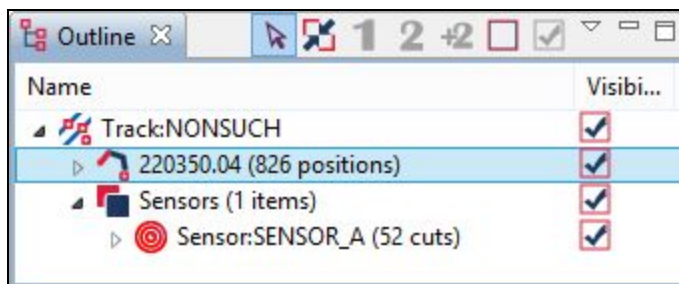 Outline 1 2 +2
Name Visibi...
Track:NONSUCH
220350.04 (826 positions)
Sensors (1 items)
Sensor:SENSOR_A (52 cuts)